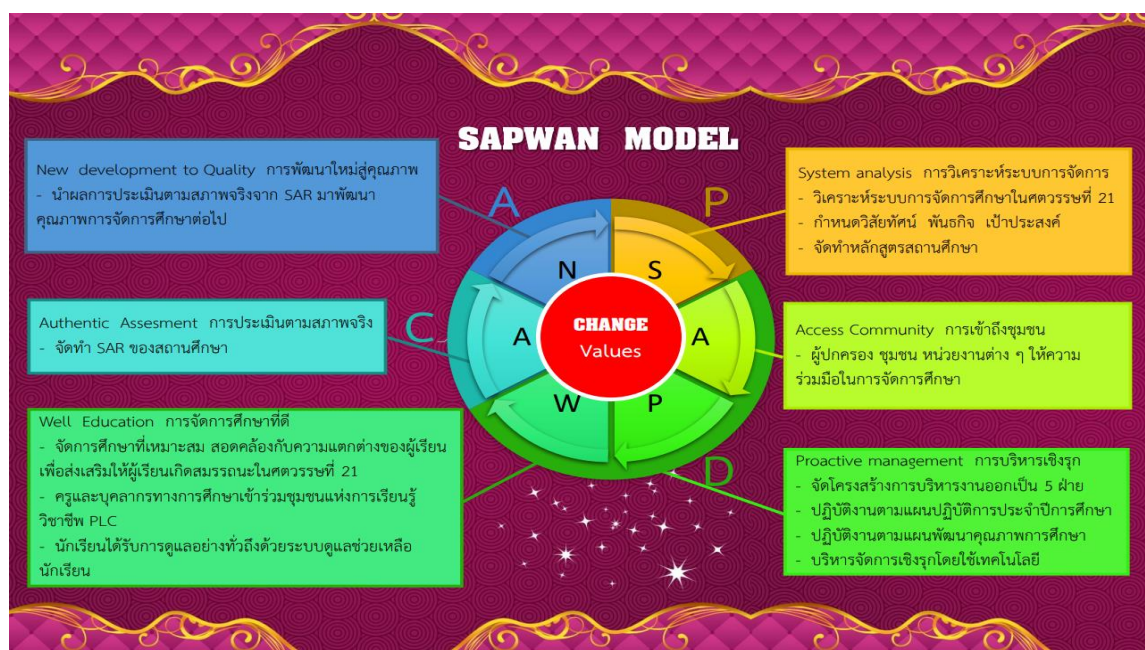 SAPWAN MODEL
New development to Quality การพัฒนาใหม่สู่คุณภาพ
- นำผลการประเมินตามสภาพจริงจาก SAR มาพัฒนา
คุณภาพการจัดการศึกษาต่อไป
Authentic Assesment การประเมินตามสภาพจริง
- จัดทำ SAR ของสถานศึกษา
Well Education การจัดการศึกษาที่ดี
- จัดการศึกษาที่เหมาะสม สอดคล้องกับความแตกต่างของผู้เรียน
เพื่อส่งเสริมให้ผู้เรียนเกิดสมรรถนะในศตวรรษที่ 21
- ครูและบุคลากรทางการศึกษาเข้าร่วมชุมชนแห่งการเรียนรู้
วิชาชีพ PLC
- นักเรียนได้รับการดูแลอย่างทั่วถึงด้วยระบบดูแลช่วยเหลือ
นักเรียน
A
P
C
D
N
S
A
A
W
P
CHANGE
Values
System analysis การวิเคราะห์ระบบการจัดการ
- วิเคราะห์ระบบการจัดการศึกษาในศตวรรษที่ 21
- กำหนดวิสัยทัศน์ พันธกิจ เป้าประสงค์
- จัดทำหลักสูตรสถานศึกษา
Access Community การเข้าถึงชุมชน
- ผู้ปกครอง ชุมชน หน่วยงานต่าง ๆ ให้ความ
ร่วมมือในการจัดการศึกษา
Proactive management การบริหารเชิงรุก
- จัดโครงสร้างการบริหารงานออกเป็น 5 ฝ่าย
- ปฏิบัติงานตามแผนปฏิบัติการประจำปีการศึกษา
- ปฏิบัติงานตามแผนพัฒนาคุณภาพการศึกษา
- บริหารจัดการเชิงรุกโดยใช้เทคโนโลยี